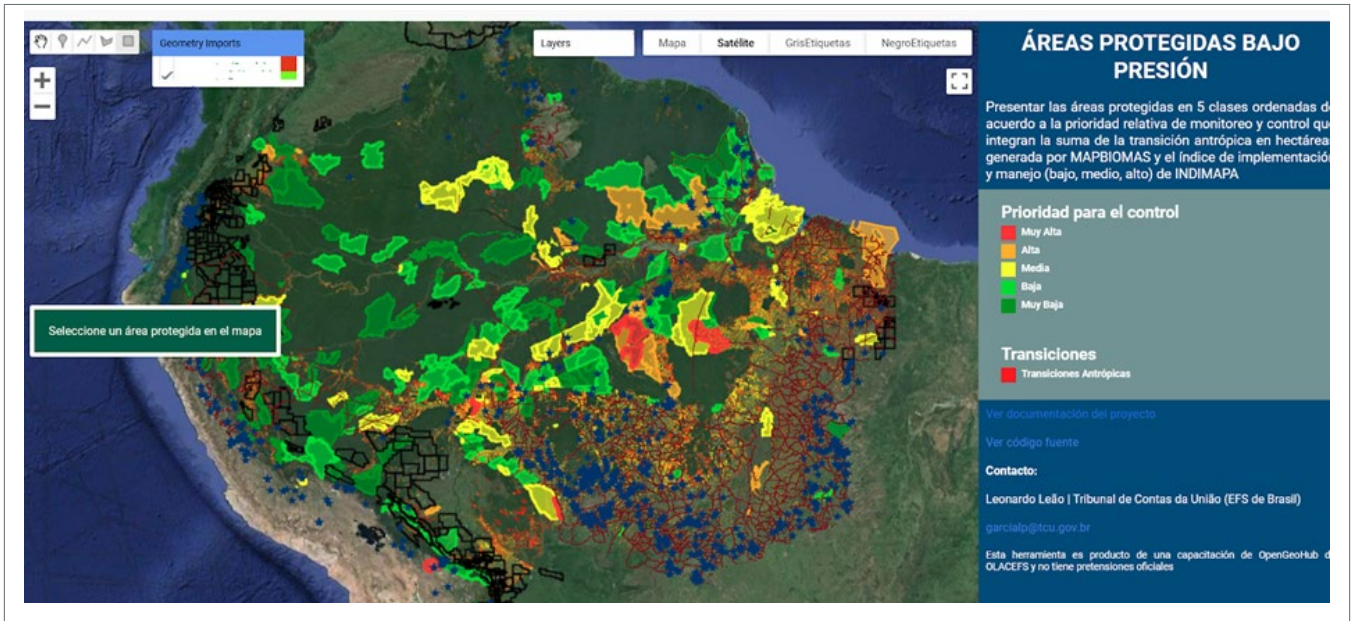 Geometry Imports
Layers
Mapa Satélite GrisEtiquetas NegroEtiquetas
Seleccione un área protegida en el mapa
ÁREAS PROTEGIDAS BAJO
PRESIÓN
Presentar las áreas protegidas en 5 clases ordenadas d
acuerdo a la prioridad relativa de monitoreo y control qu
integran la suma de la transición antrópica en hectárea
generada por MAPBIOMAS y el índice de implementació
y manejo (bajo, medio, alto) de INDIMAPA
Prioridad para el control
Muy Alta
Alta
Media
Baja
Muy Baja
Transiciones
Transiciones Antrópicas
Ver documentación del proyecto
Ver código fuente
Contacto:
Leonardo Leão | Tribunal de Contas da União (EFS de Brasil)
garcialp@tcu.gov.br
Esta herramienta es producto de una capacitación de OpenGeoHub d
OLACEFS y no tiene pretensiones oficiales